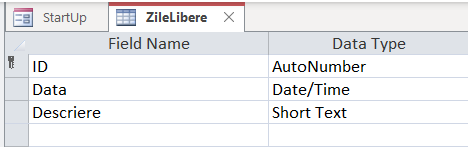 StartUp ZileLibere
Field Name Data Type
ID AutoNumber
Data Date/Time
Descriere Short Text